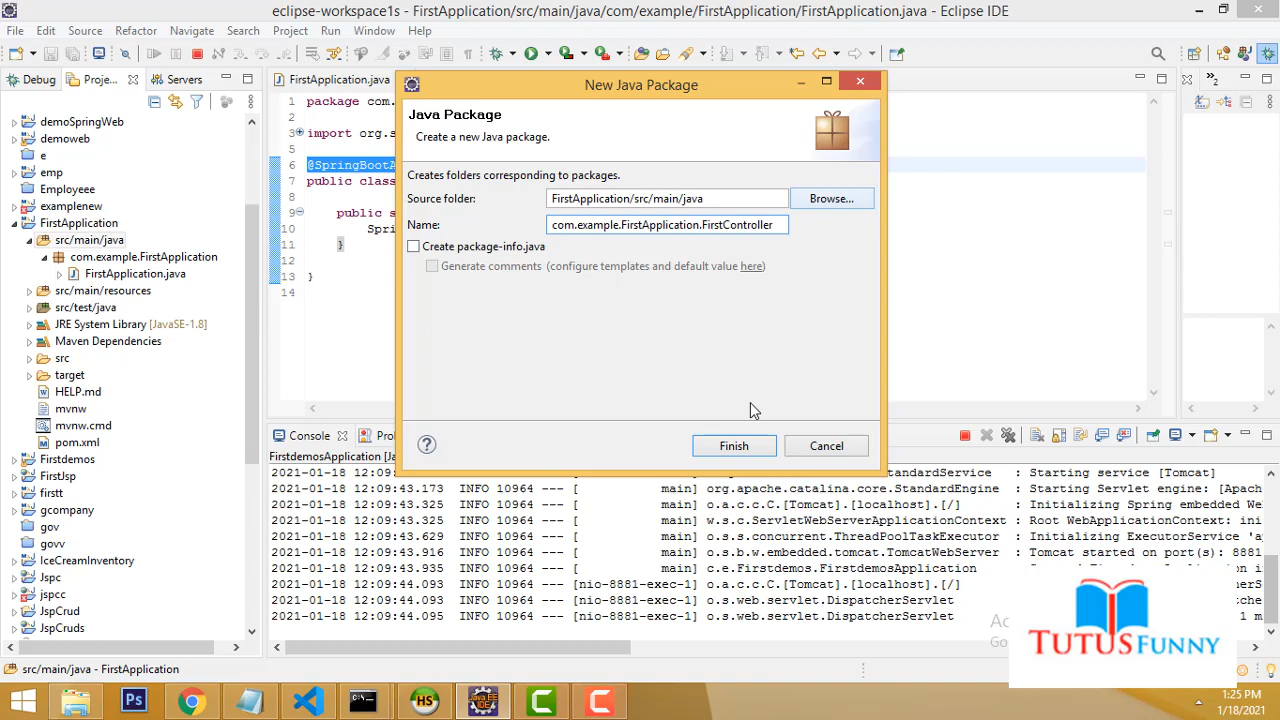 eclipse-workspace1s - FirstApplication/src/main/java/com/example/FirstApplication/FirstApplication.java - Eclipse IDE
File Edit Source Refactor Navigate Search Project Run Window Help
Debug Proje... Servers
FirstApplication.java
demoSpringWeb
demoweb
e
emp
Employeee
examplenew
FirstApplication
src/main/java
com.example.FirstApplication
FirstApplication.java
src/main/resources
src/test/java
JRE System Library [JavaSE-1.8]
Maven Dependencies
src
target
HELP.md
mvnw
mvnw.cmd
pom.xml
Firstdemos
FirstJsp
firstt
gcompany
gov
govv
IceCreamInventory
Jspc
jspcc
JspCrud
JspCruds
1 package com.
2
3 import org.s
5
6 @SpringBootA
7 public class
8
9 public s
10 Spri
11 }
12
13 }
14
New Java Package
Java Package
Create a new Java package.
Creates folders corresponding to packages.
Source folder: FirstApplication/src/main/java Browse...
Name: com.example.FirstApplication.FirstController
Create package-info.java
Generate comments (configure templates and default value here)
Finish Cancel
Console
FirstdemosApplication [Ja
2021-01-18 12:09:43.173 INFO 10964 --- [ main] org.apache.catalina.core.StandardEngine : Starting Servlet engine: [Apach
2021-01-18 12:09:43.325 INFO 10964 --- [ main] o.a.c.c.C.[Tomcat].[localhost].[/] : Initializing Spring embedded Web
2021-01-18 12:09:43.325 INFO 10964 --- [ main] w.s.c.ServletWebServerApplicationContext : Root WebApplicationContext: ini
2021-01-18 12:09:43.629 INFO 10964 --- [ main] o.s.s.concurrent.ThreadPoolTaskExecutor : Initializing ExecutorService 'ap
2021-01-18 12:09:43.916 INFO 10964 --- [ main] o.s.b.w.embedded.tomcat.TomcatWebServer : Tomcat started on port(s): 8881
2021-01-18 12:09:43.935 INFO 10964 --- [ main] c.e.Firstdemos.FirstdemosApplication
2021-01-18 12:09:44.093 INFO 10964 --- [nio-8881-exec-1] o.a.c.c.C.[Tomcat].[localhost].[/]
2021-01-18 12:09:44.093 INFO 10964 --- [nio-8881-exec-1] o.s.web.servlet.DispatcherServlet
2021-01-18 12:09:44.095 INFO 10964 --- [nio-8881-exec-1] o.s.web.servlet.DispatcherServlet
TUTUSFUNNY
src/main/java - FirstApplication
1:25 PM
1/18/2021